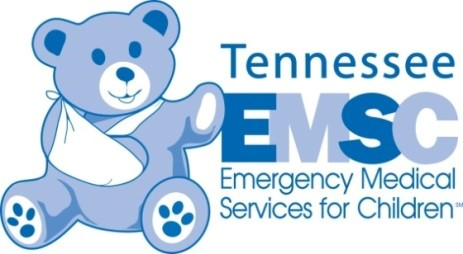 Tennessee
EMSC
Emergency Medical
Services for Children℠